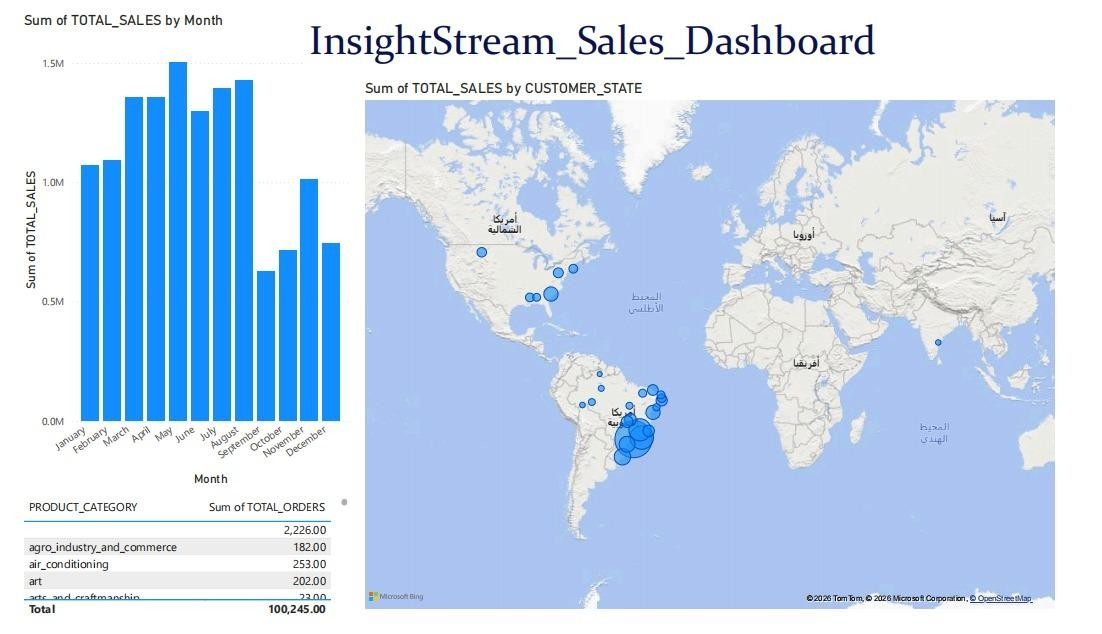 Sum of TOTAL_SALES by Month
InsightStream_Sales_Dashboard
1.5M
1.0M
0.5M
0.0M
Sum of TOTAL_SALES
January
February
March
April
May
June
July
August
September
October
November
December
Month
PRODUCT_CATEGORY Sum of TOTAL_ORDERS
2,226.00
agro_industry_and_commerce 182.00
air_conditioning 253.00
art 202.00
arts_and_craftmanship 23.00
Total 100,245.00
Sum of TOTAL_SALES by CUSTOMER_STATE
أمريكا
الشمالية
أوروبا
آسيا
المحيط
الأطلسي
أفريقيا
المحيط
الهندي
Microsoft Bing
© 2026 TomTom, © 2026 Microsoft Corporation, © OpenStreetMap